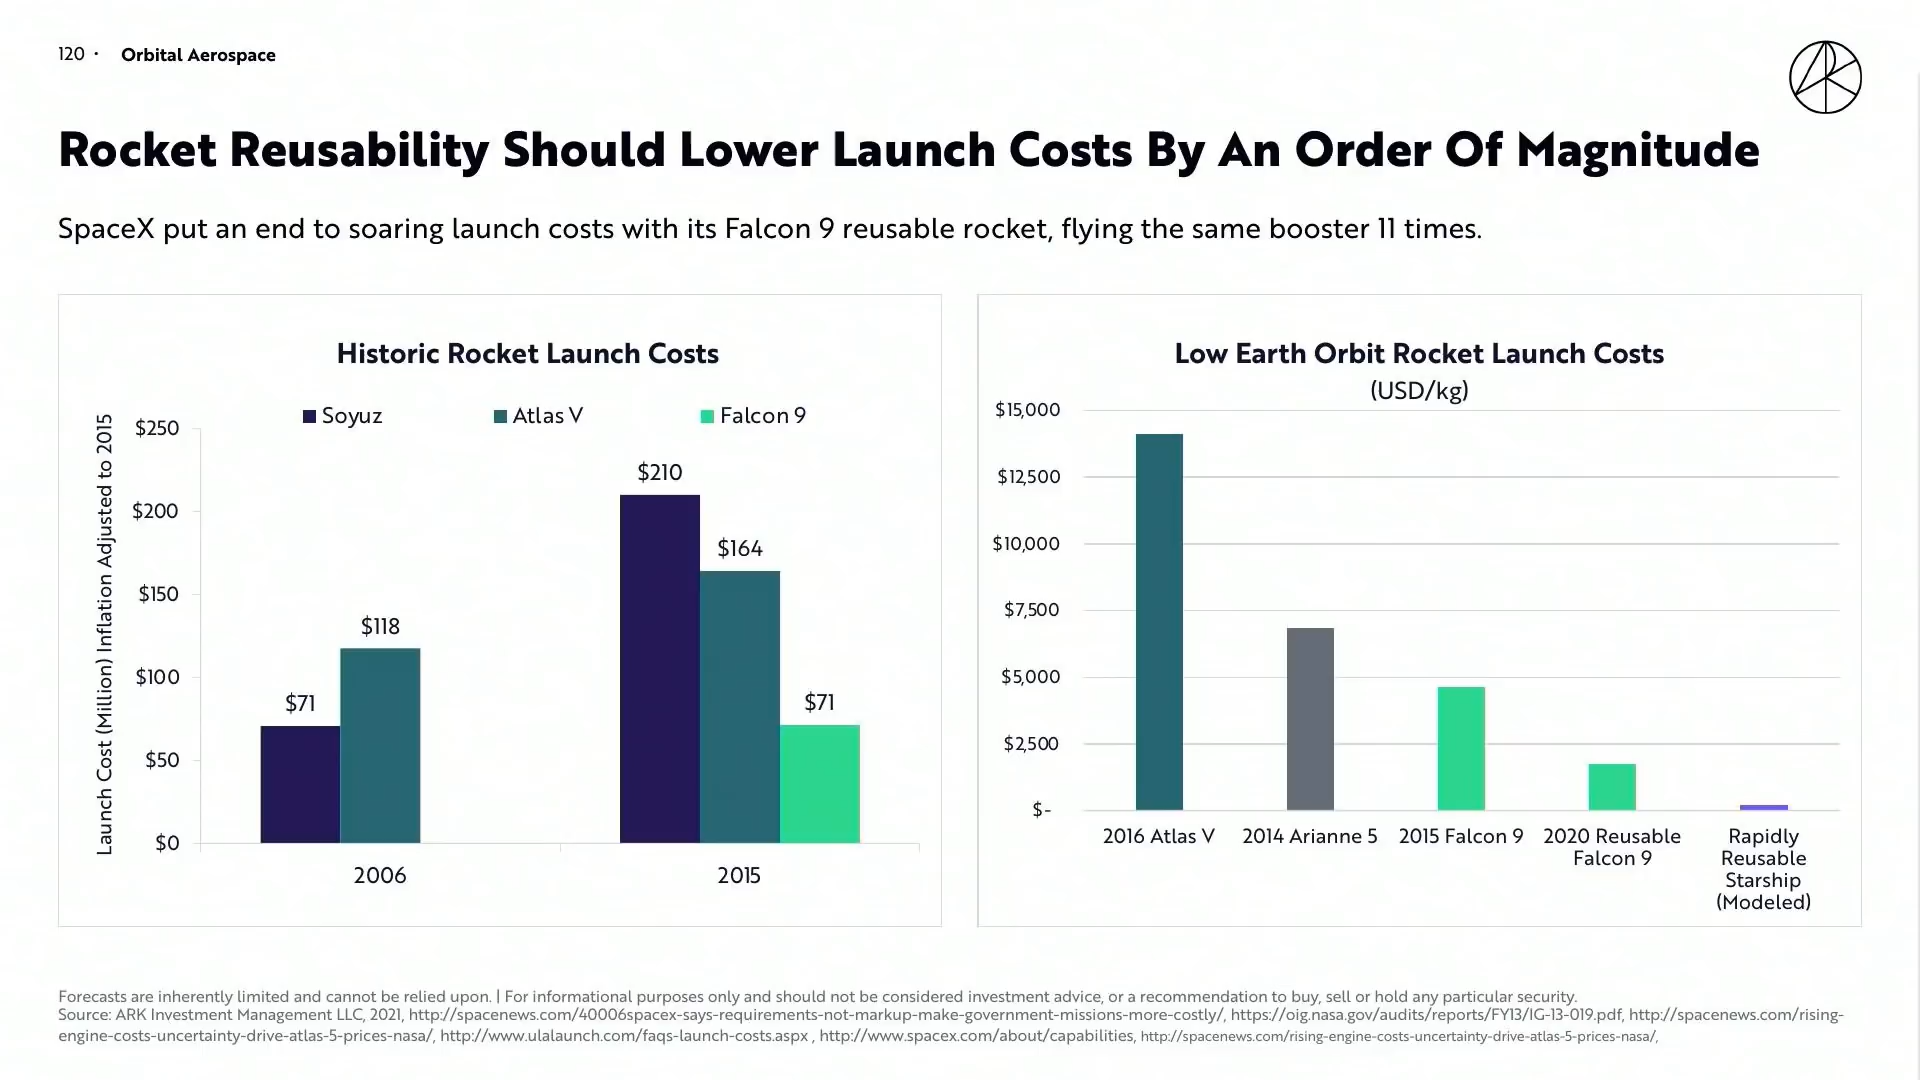 120 · Orbital Aerospace
Rocket Reusability Should Lower Launch Costs By An Order Of Magnitude
SpaceX put an end to soaring launch costs with its Falcon 9 reusable rocket, flying the same booster 11 times.
Historic Rocket Launch Costs
Soyuz
Atlas V
Falcon 9
Launch Cost (Million) Inflation Adjusted to 2015
$250
$200
$150
$100
$50
$0
$71
$118
$210
$164
$71
2006
2015
Low Earth Orbit Rocket Launch Costs
(USD/kg)
$15,000
$12,500
$10,000
$7,500
$5,000
$2,500
$-
2016 Atlas V
2014 Arianne 5
2015 Falcon 9
2020 Reusable
Falcon 9
Rapidly
Reusable
Starship
(Modeled)
Forecasts are inherently limited and cannot be relied upon. | For informational purposes only and should not be considered investment advice, or a recommendation to buy, sell or hold any particular security.
Source: ARK Investment Management LLC, 2021, http://spacenews.com/40006spacex-says-requirements-not-markup-make-government-missions-more-costly/, https://oig.nasa.gov/audits/reports/FY13/IG-13-019.pdf, http://spacenews.com/rising-
engine-costs-uncertainty-drive-atlas-5-prices-nasa/, http://www.ulalaunch.com/faqs-launch-costs.aspx , http://www.spacex.com/about/capabilities, http://spacenews.com/rising-engine-costs-uncertainty-drive-atlas-5-prices-nasa/,